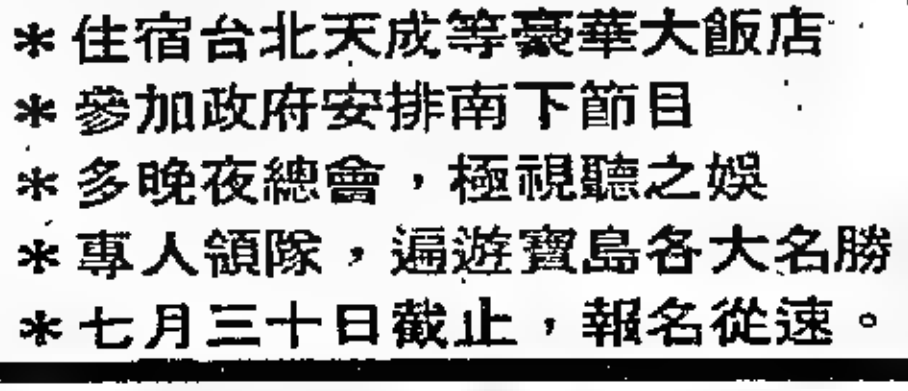 *住宿台北天成等豪華大飯店
*參加政府安排南下節目
*多晚夜總會,極視聽之娛
*專人領隊,遍遊寶島各大名勝
*七月三十日截止,報名從速。